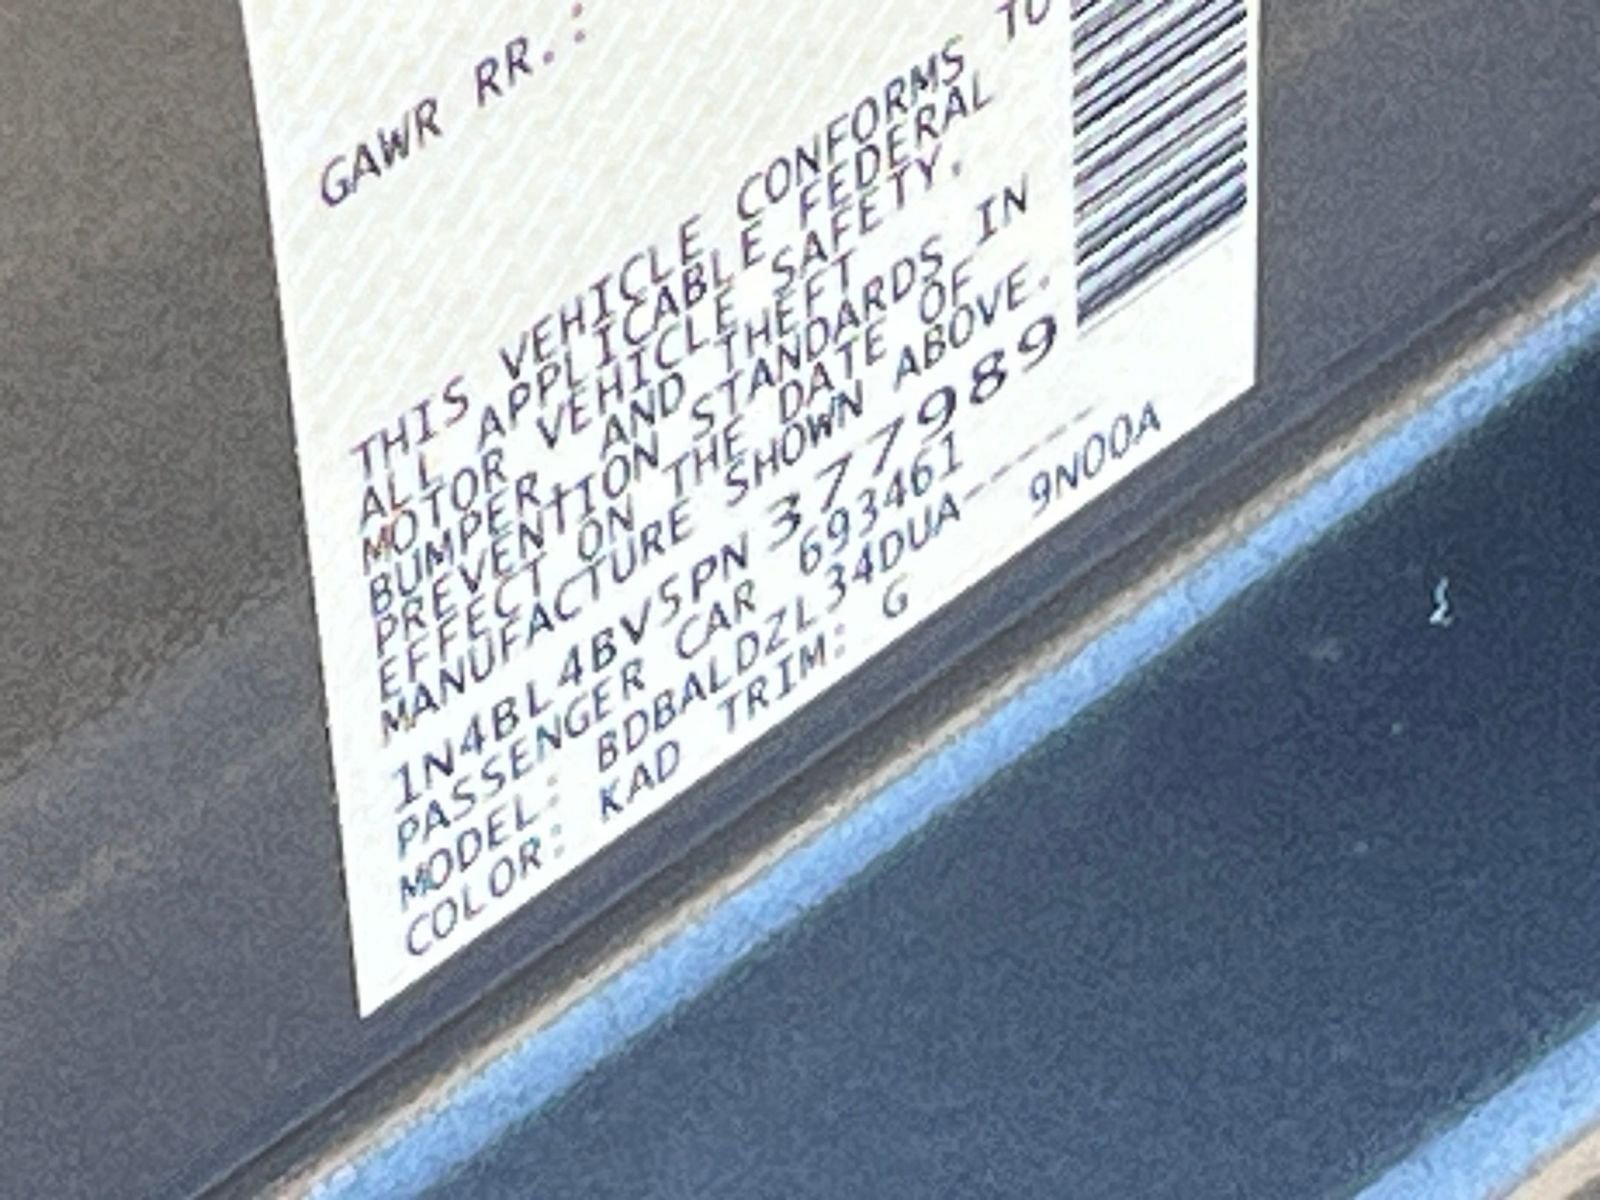 GAWR RR.:
THIS VEHICLE CONFORMS TO
ALL APPLICABLE FEDERAL
MOTOR VEHICLE SAFETY,
BUMPER, AND THEFT
PREVENTION STANDARDS IN
EFFECT ON THE DATE OF
MANUFACTURE SHOWN ABOVE.
1N4BL4BV5PN377989
PASSENGER CAR 693461
MODEL: BDBALDZL34DUA----- 9N00A
COLOR: KAD TRIM: G